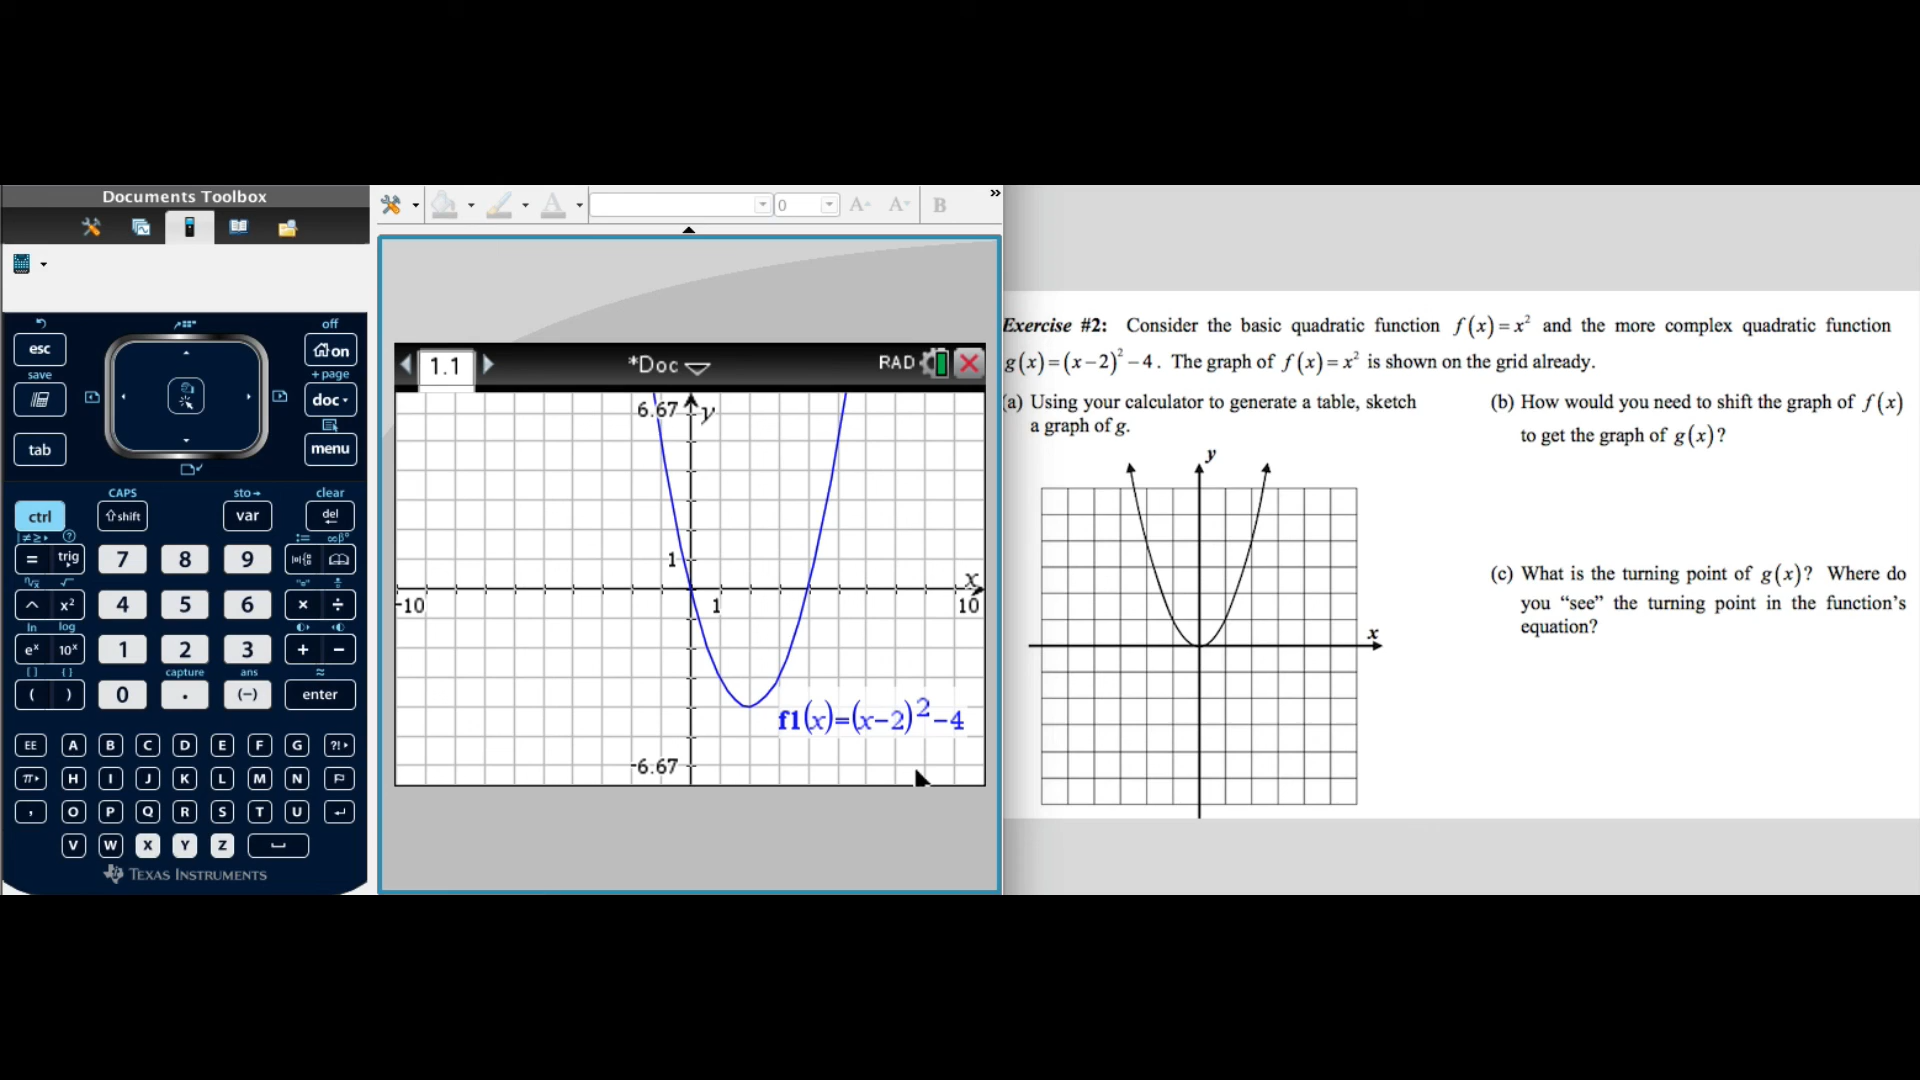 Documents Toolbox
0
B
»
off
esc
on
save
+ page
doc
tab
menu
CAPS
sto→
clear
ctrl
shift
var
del
|≠≥▸
:=
∞β°
=
trig
7
8
9
ⁿ√x
√
"≡"
^
x²
4
5
6
×
÷
ln
log
eˣ
10ˣ
1
2
3
+
−
[ ]
{ }
capture
ans
≈
(
)
0
.
(−)
enter
EE
A
B
C
D
E
F
G
?!▸
π▸
H
I
J
K
L
M
N
,
O
P
Q
R
S
T
U
V
W
X
Y
Z
TEXAS INSTRUMENTS
1.1
*Doc
RAD
6.67
y
1
x
-10
1
10
f1(x)=(x−2)²−4
-6.67
Exercise #2: Consider the basic quadratic function f(x)=x² and the more complex quadratic function
g(x)=(x−2)²−4. The graph of f(x)=x² is shown on the grid already.
(a) Using your calculator to generate a table, sketch
a graph of g.
y
x
(b) How would you need to shift the graph of f(x)
to get the graph of g(x)?
(c) What is the turning point of g(x)? Where do
you “see” the turning point in the function’s
equation?